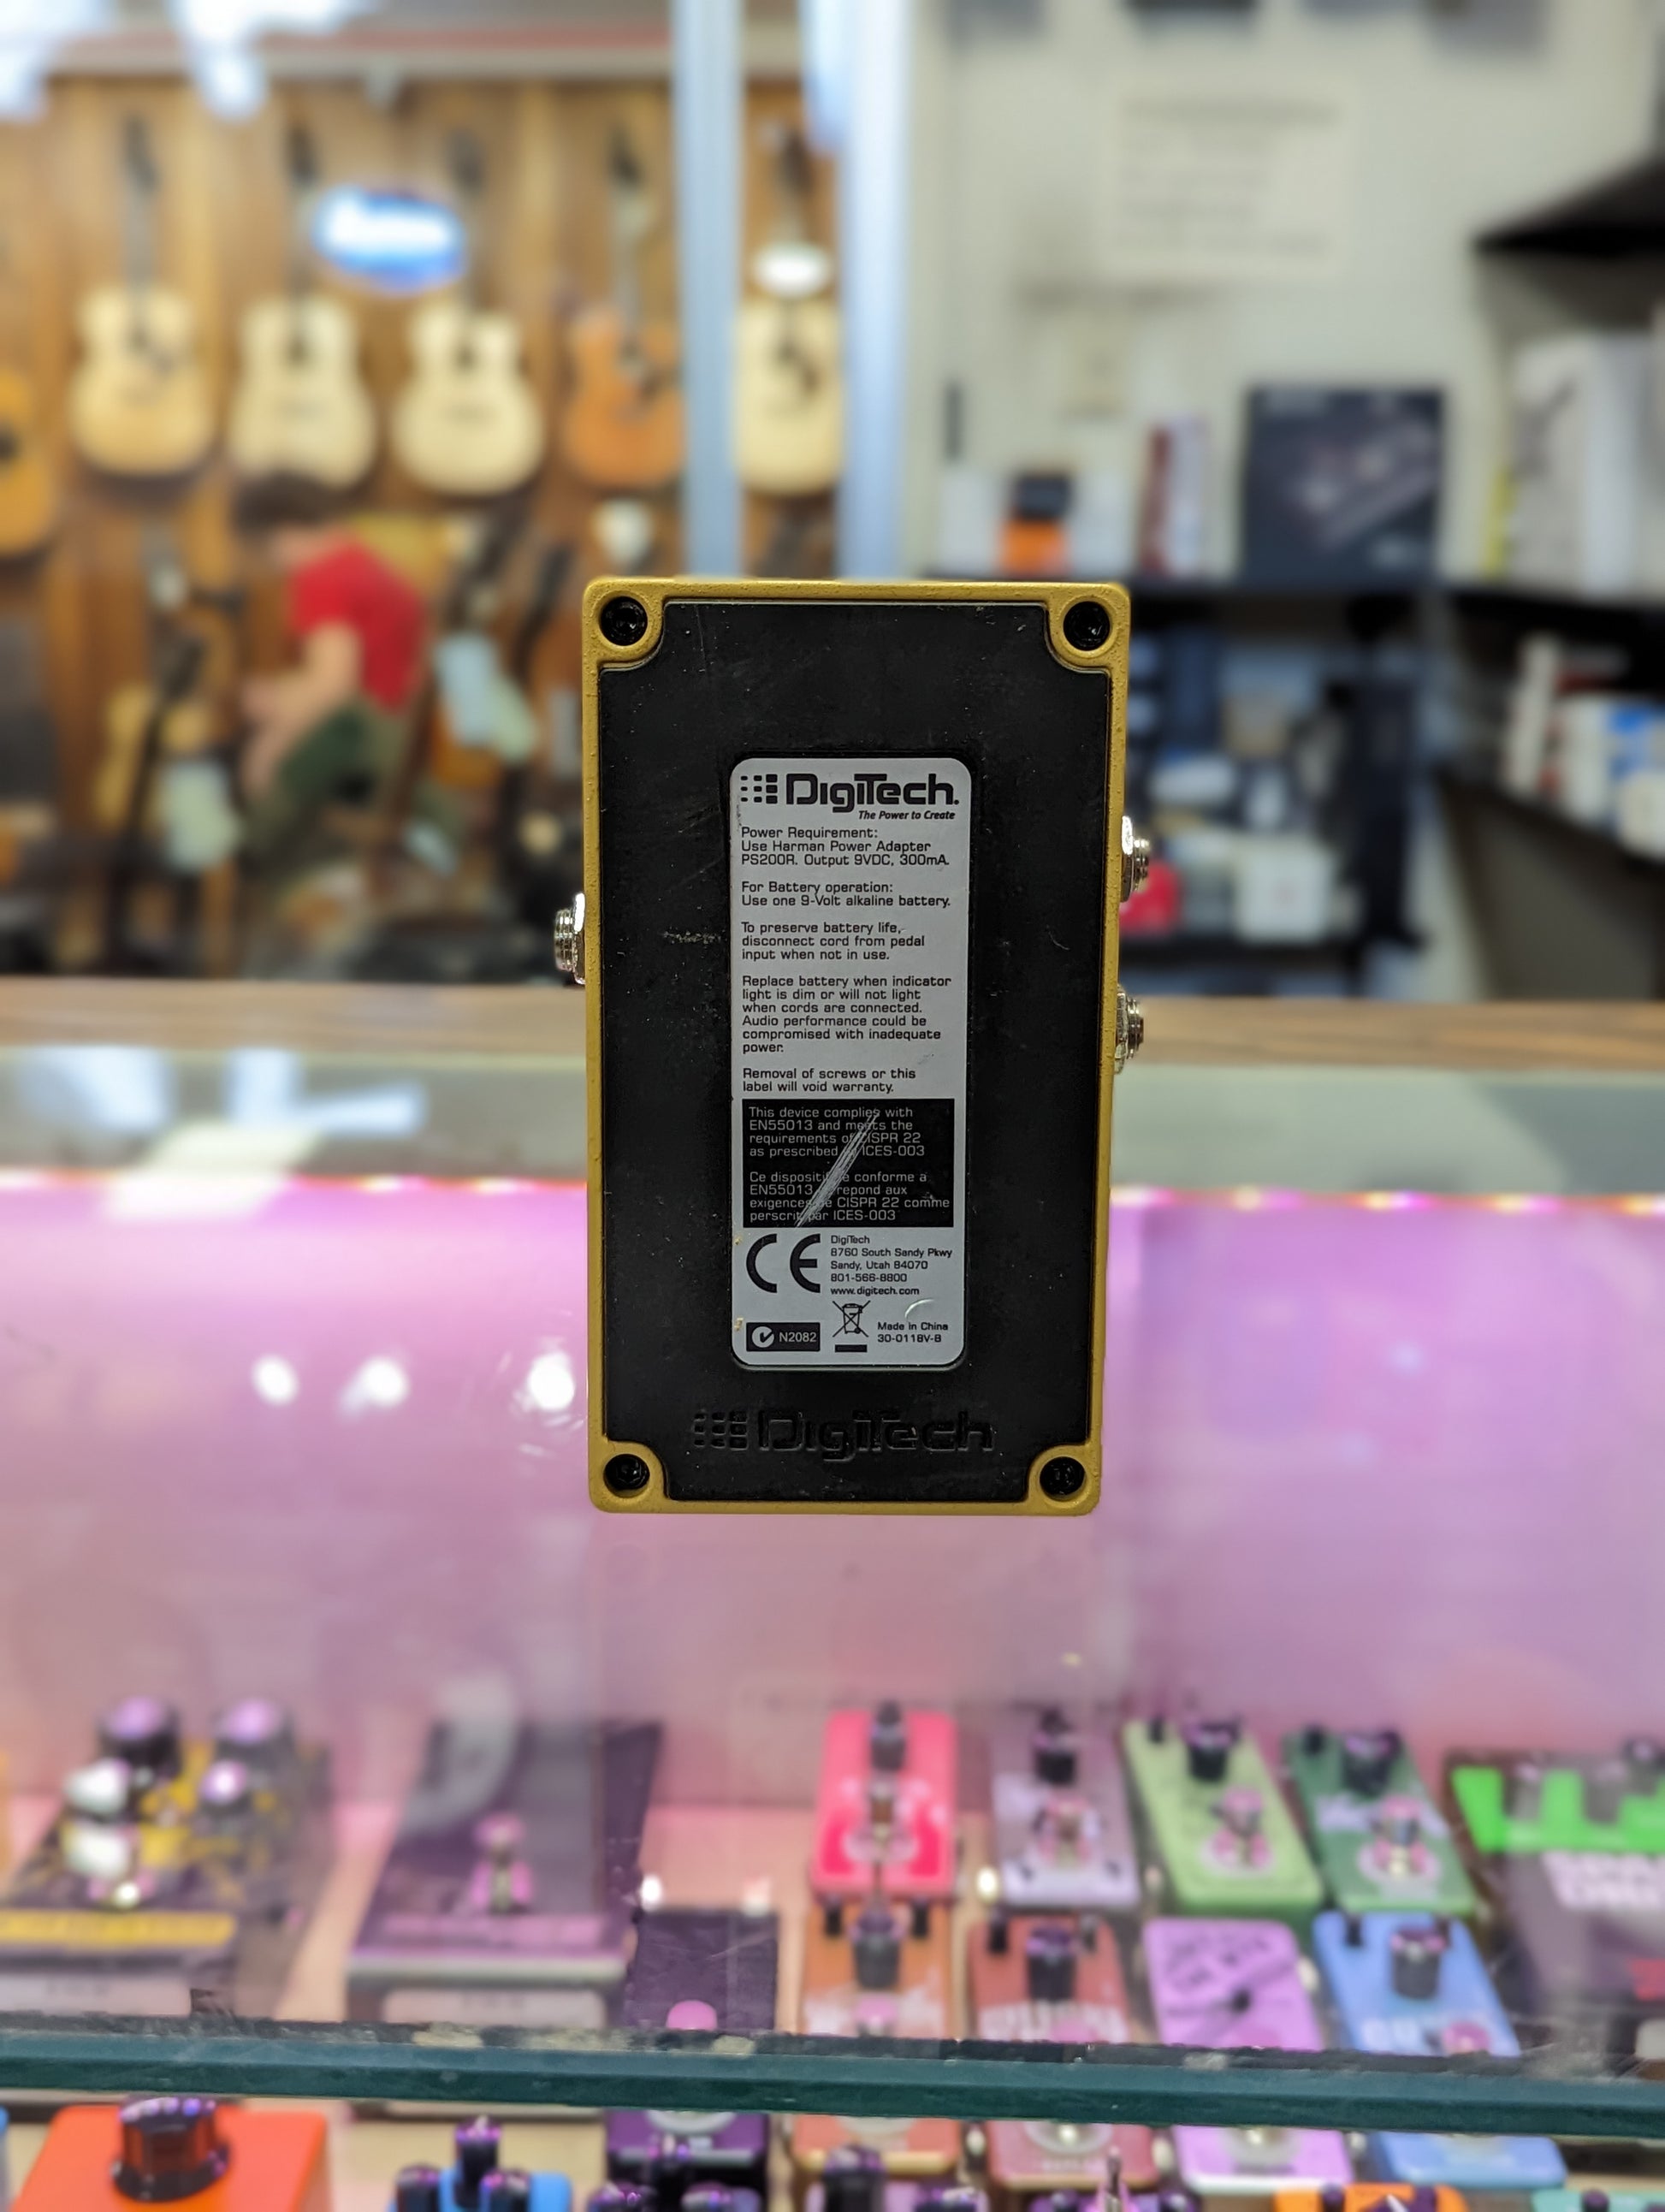 DigiTech.
The Power to Create
Power Requirement:
Use Harman Power Adapter
PS200R. Output 9VDC, 300mA.
For Battery operation:
Use one 9-Volt alkaline battery.
To preserve battery life,
disconnect cord from pedal
input when not in use.
Replace battery when indicator
light is dim or will not light
when cords are connected.
Audio performance could be
compromised with inadequate
power.
Removal of screws or this
label will void warranty.
This device complies with
EN55013 and meets the
requirements of CISPR 22
as prescribed ICES-003
Ce dispositif conforme a
EN55013 repond aux
exigences de CISPR 22 comme
perscrit par ICES-003
CE
DigiTech
8760 South Sandy Pkwy
Sandy, Utah 84070
801-566-8800
www.digitech.com
N2082
Made in China
30-0118V-B
DigiTech